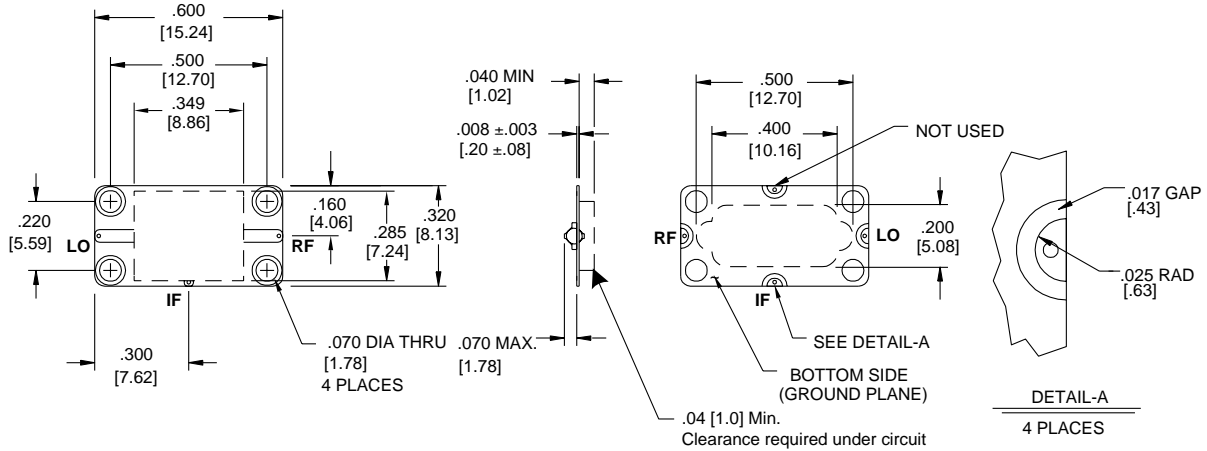 .600
[15.24]
.500
[12.70]
.349
[8.86]
.220
[5.59]
LO
RF
IF
.160
[4.06]
.285
[7.24]
.320
[8.13]
.300
[7.62]
.070 DIA THRU
[1.78]
4 PLACES
.040 MIN
[1.02]
.008 ±.003
[.20 ±.08]
.070 MAX.
[1.78]
.04 [1.0] Min.
Clearance required under circuit
.500
[12.70]
.400
[10.16]
NOT USED
RF
LO
IF
.200
[5.08]
SEE DETAIL-A
BOTTOM SIDE
(GROUND PLANE)
.017 GAP
[.43]
.025 RAD
[.63]
DETAIL-A
4 PLACES